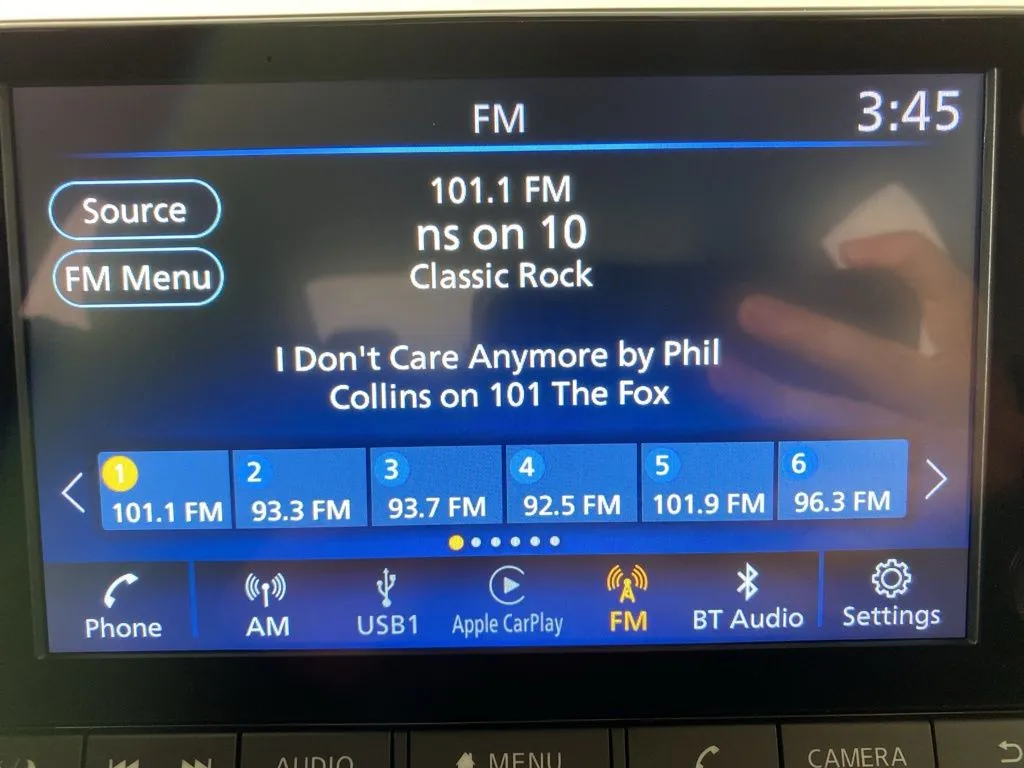 FM
3:45
Source
FM Menu
101.1 FM
ns on 10
Classic Rock
I Don't Care Anymore by Phil
Collins on 101 The Fox
1
101.1 FM
2
93.3 FM
3
93.7 FM
4
92.5 FM
5
101.9 FM
6
96.3 FM
Phone
AM
USB1
Apple CarPlay
FM
BT Audio
Settings
AUDIO
MENU
CAMERA